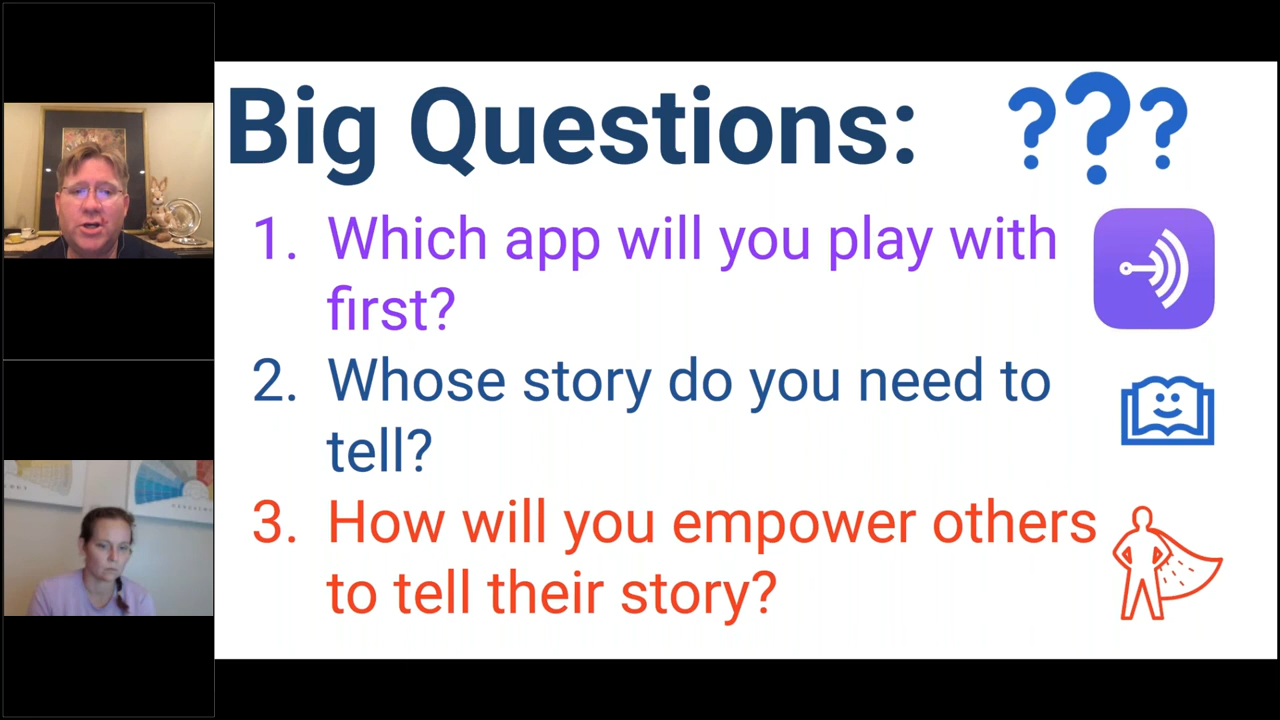 Big Questions:
???
1. Which app will you play with
first?
2. Whose story do you need to
tell?
3. How will you empower others
to tell their story?